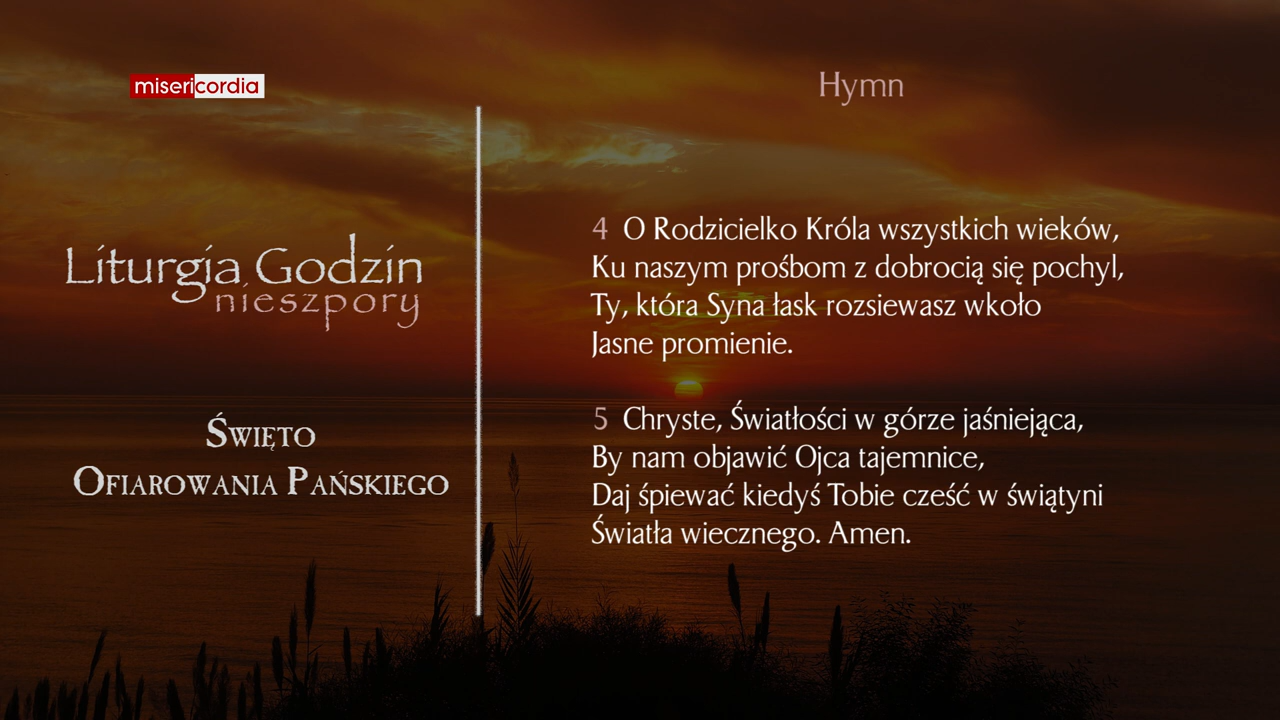 misericordia
Hymn
Liturgia Godzin
nieszpory
Święto
Ofiarowania Pańskiego
4 O Rodzicielko Króla wszystkich wieków,
Ku naszym prośbom z dobrocią się pochyl,
Ty, która Syna łask rozsiewasz wkoło
Jasne promienie.
5 Chryste, Światłości w górze jaśniejąca,
By nam objawić Ojca tajemnice,
Daj śpiewać kiedyś Tobie cześć w świątyni
Światła wiecznego. Amen.